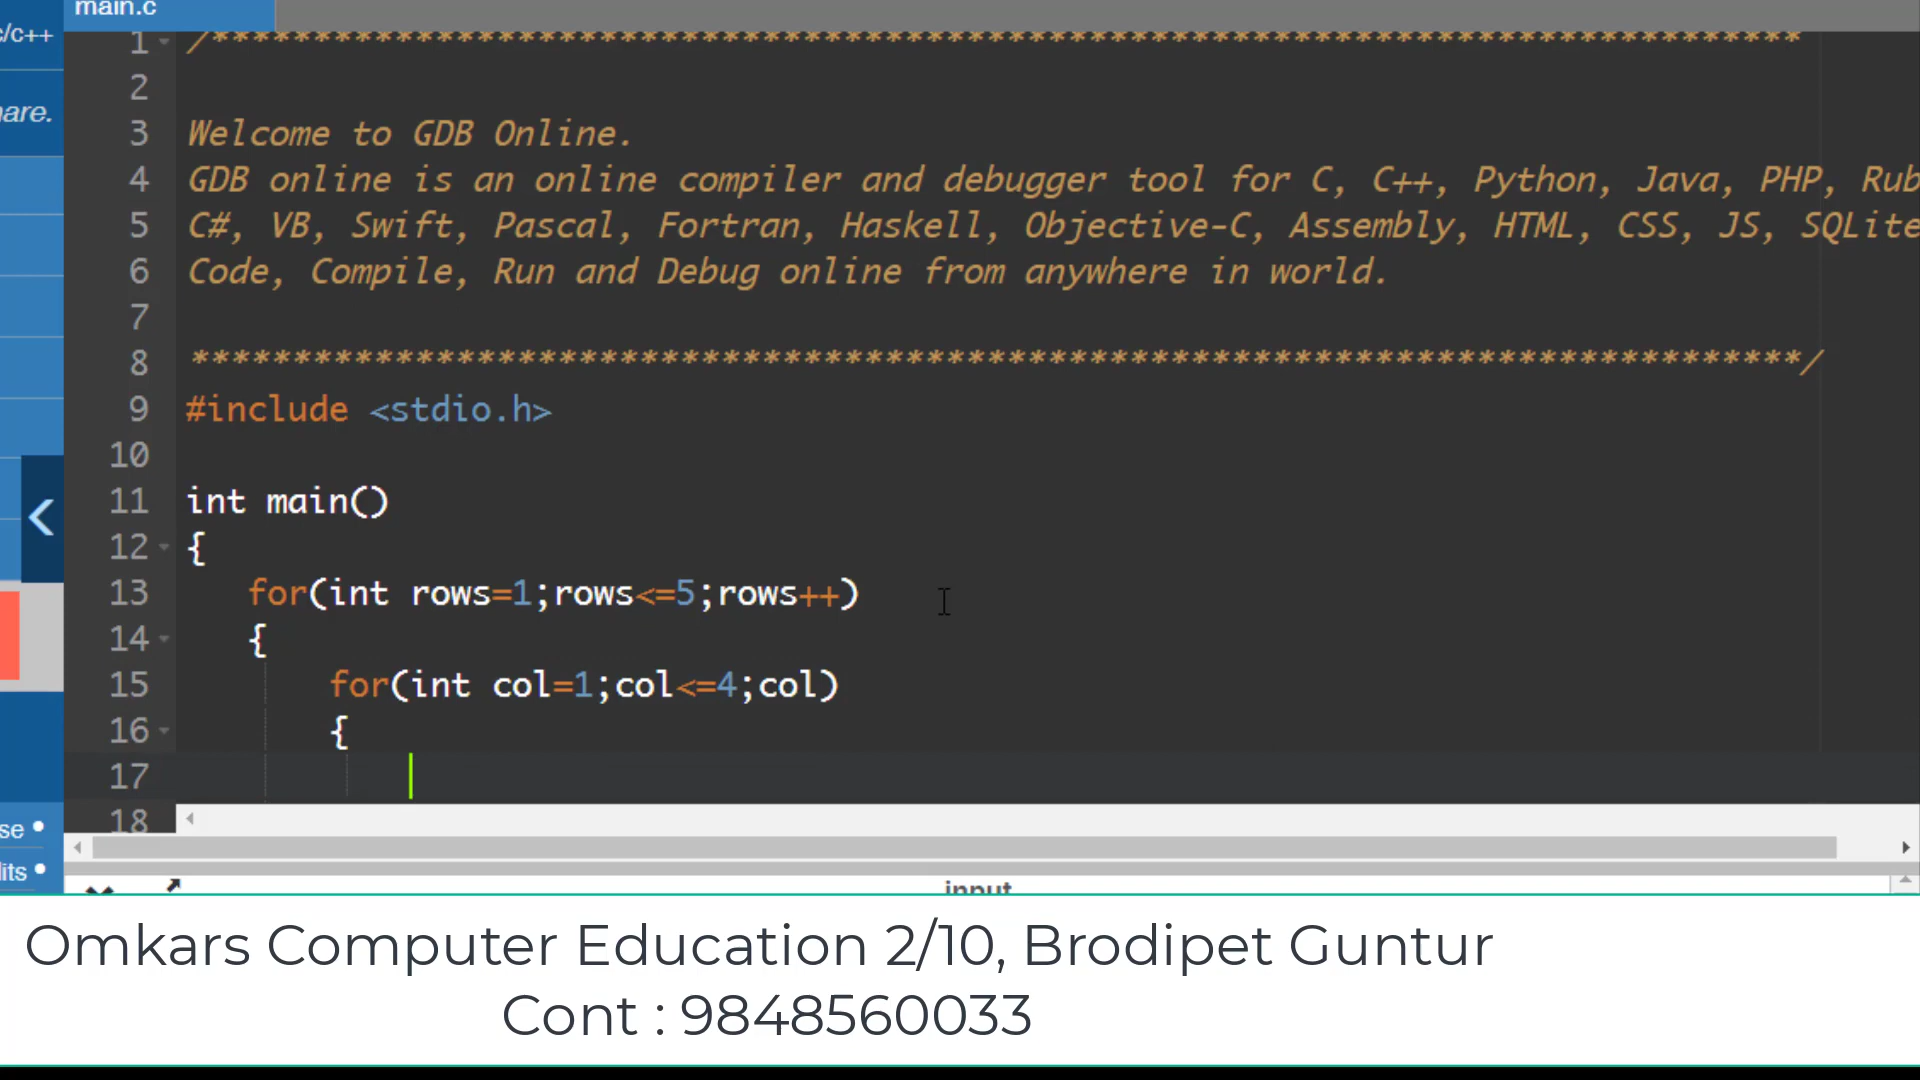 main.c
c/c++
1 /******************************************************************************
are.
2
3 Welcome to GDB Online.
4 GDB online is an online compiler and debugger tool for C, C++, Python, Java, PHP, Rub
5 C#, VB, Swift, Pascal, Fortran, Haskell, Objective-C, Assembly, HTML, CSS, JS, SQLite
6 Code, Compile, Run and Debug online from anywhere in world.
7
8 *******************************************************************************/
9 #include <stdio.h>
10
11 int main()
12 {
13 for(int rows=1;rows<=5;rows++)
14 {
15 for(int col=1;col<=4;col)
16 {
17
18
se •
its •
input
Omkars Computer Education 2/10, Brodipet Guntur
Cont : 9848560033